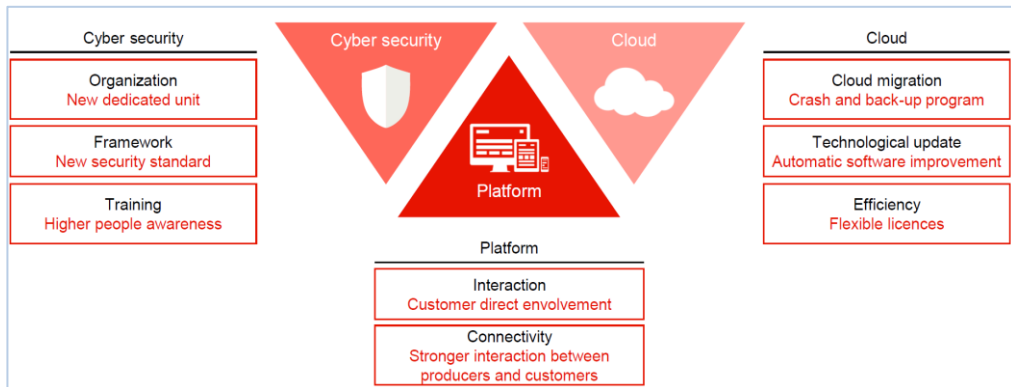 Cyber security
Organization
New dedicated unit
Framework
New security standard
Training
Higher people awareness
Cyber security
Cloud
Platform
Platform
Interaction
Customer direct envolvement
Connectivity
Stronger interaction between
producers and customers
Cloud
Cloud migration
Crash and back-up program
Technological update
Automatic software improvement
Efficiency
Flexible licences